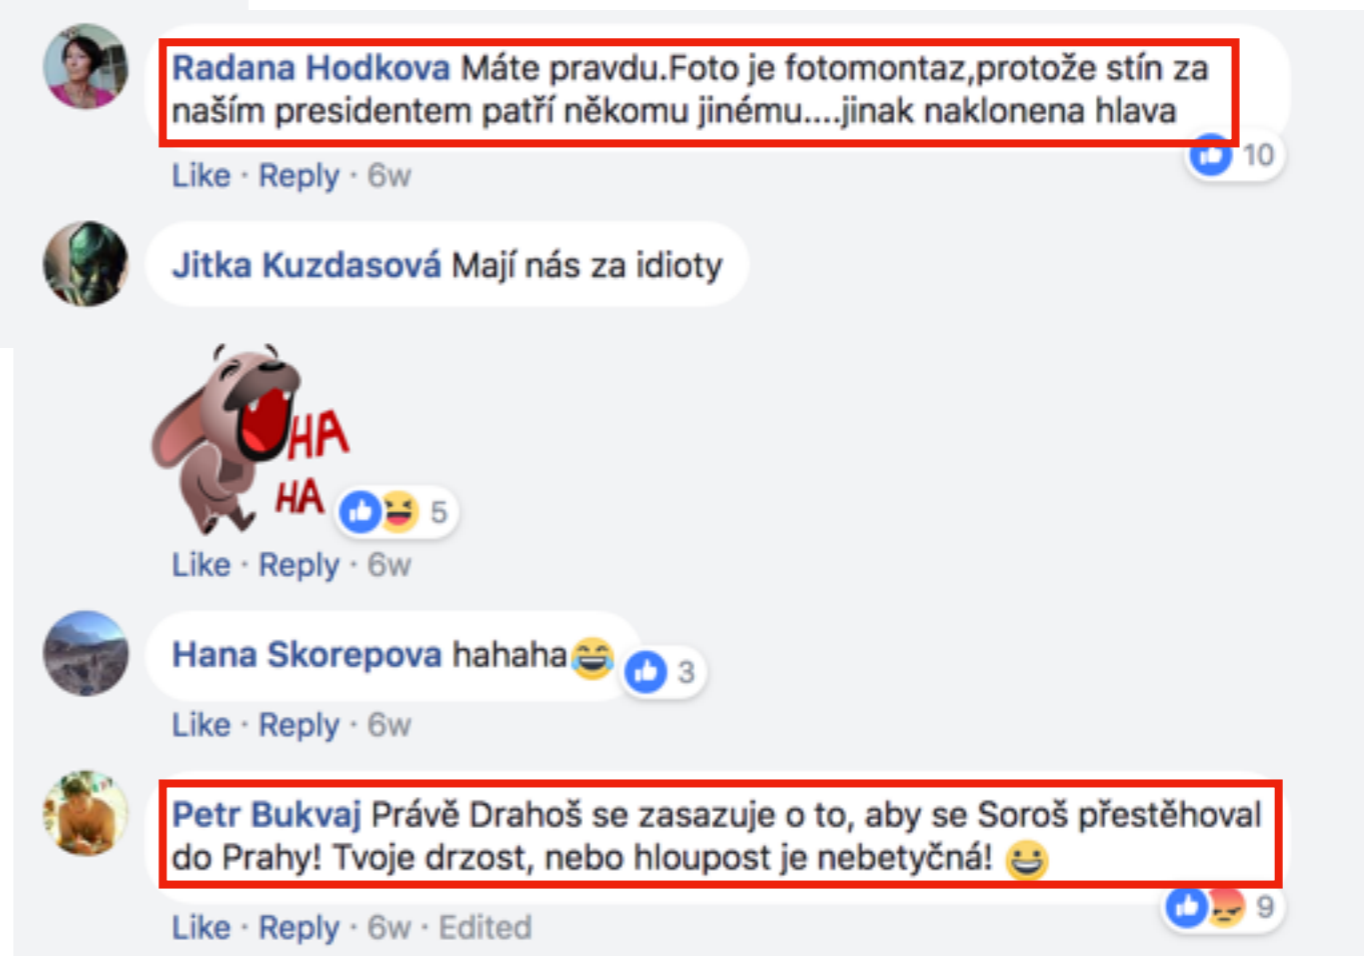 Radana Hodkova Máte pravdu.Foto je fotomontaz,protože stín za
naším presidentem patří někomu jinému....jinak naklonena hlava
10
Like · Reply · 6w
Jitka Kuzdasová Mají nás za idioty
HA
HA
5
Like · Reply · 6w
Hana Skorepova hahaha😂
3
Like · Reply · 6w
Petr Bukvaj Právě Drahoš se zasazuje o to, aby se Soroš přestěhoval
do Prahy! Tvoje drzost, nebo hloupost je nebetyčná! 😀
9
Like · Reply · 6w · Edited